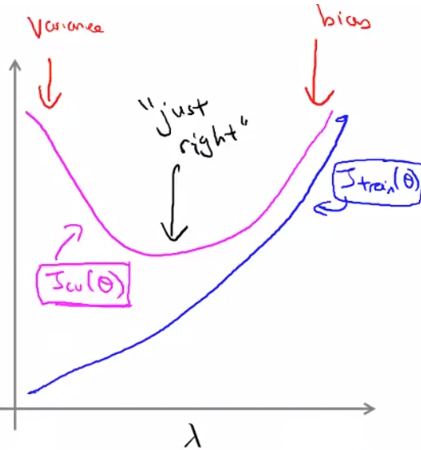 Variance
bias
"just
right"
Jtrain(θ)
Jcv(θ)
λ